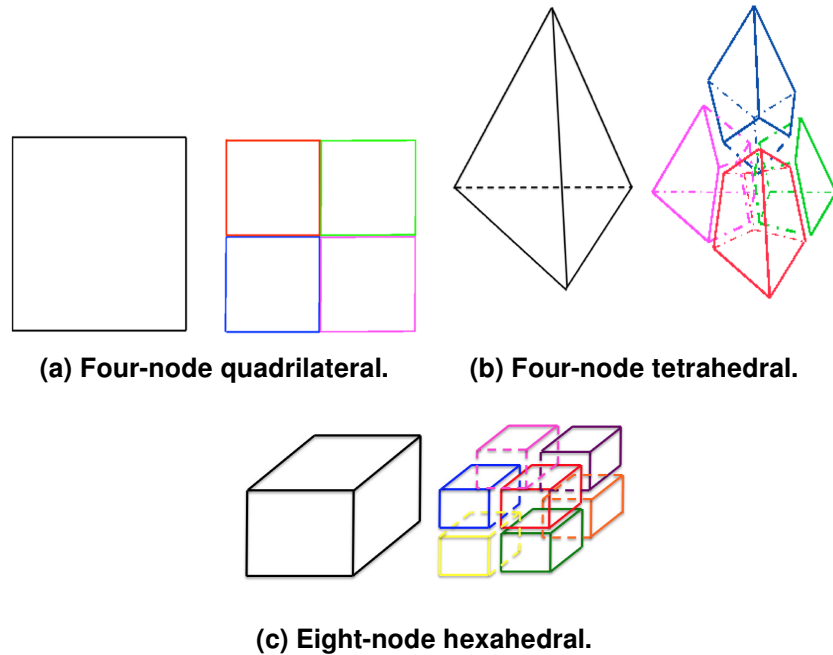 (a) Four-node quadrilateral.
(b) Four-node tetrahedral.
(c) Eight-node hexahedral.